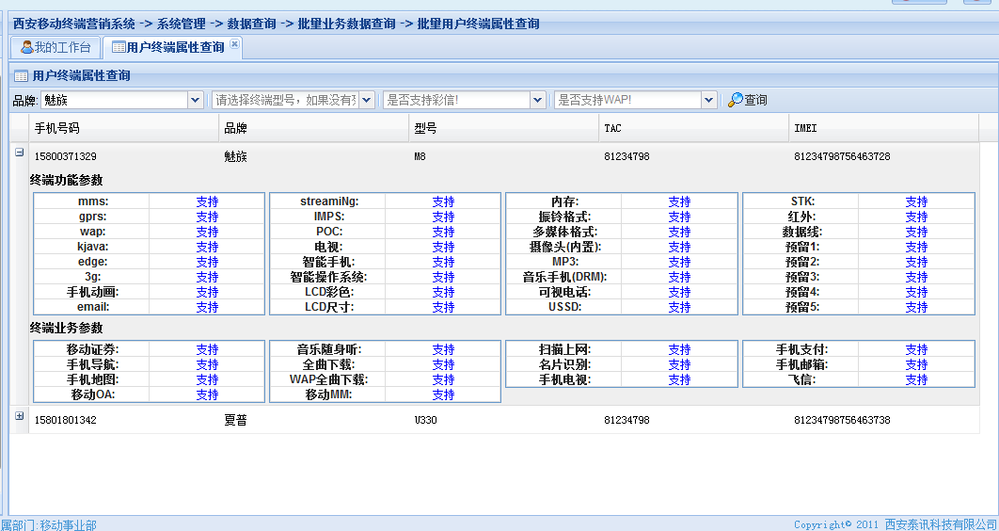 西安移动终端营销系统 -> 系统管理 -> 数据查询 -> 批量业务数据查询 -> 批量用户终端属性查询
我的工作台 用户终端属性查询
用户终端属性查询
品牌: 魅族 请选择终端型号，如果没有 是否支持彩信! 是否支持WAP! 查询
手机号码 品牌 型号 TAC IMEI
15800371329 魅族 M8 81234798 81234798756463728
终端功能参数
mms: 支持 streamiNg: 支持 内存: 支持 STK: 支持
gprs: 支持 IMPS: 支持 振铃格式: 支持 红外: 支持
wap: 支持 POC: 支持 多媒体格式: 支持 数据线: 支持
kjava: 支持 电视: 支持 摄像头(内置): 支持 预留1: 支持
edge: 支持 智能手机: 支持 MP3: 支持 预留2: 支持
3g: 支持 智能操作系统: 支持 音乐手机(DRM): 支持 预留3: 支持
手机动画: 支持 LCD彩色: 支持 可视电话: 支持 预留4: 支持
email: 支持 LCD尺寸: 支持 USSD: 支持 预留5: 支持
终端业务参数
移动证券: 支持 音乐随身听: 支持 扫描上网: 支持 手机支付: 支持
手机导航: 支持 全曲下载: 支持 名片识别: 支持 手机邮箱: 支持
手机地图: 支持 WAP全曲下载: 支持 手机电视: 支持 飞信: 支持
移动OA: 支持 移动MM: 支持
15801801342 夏普 U330 81234798 81234798756463738
属部门:移动事业部 Copyright© 2011 西安泰讯科技有限公司